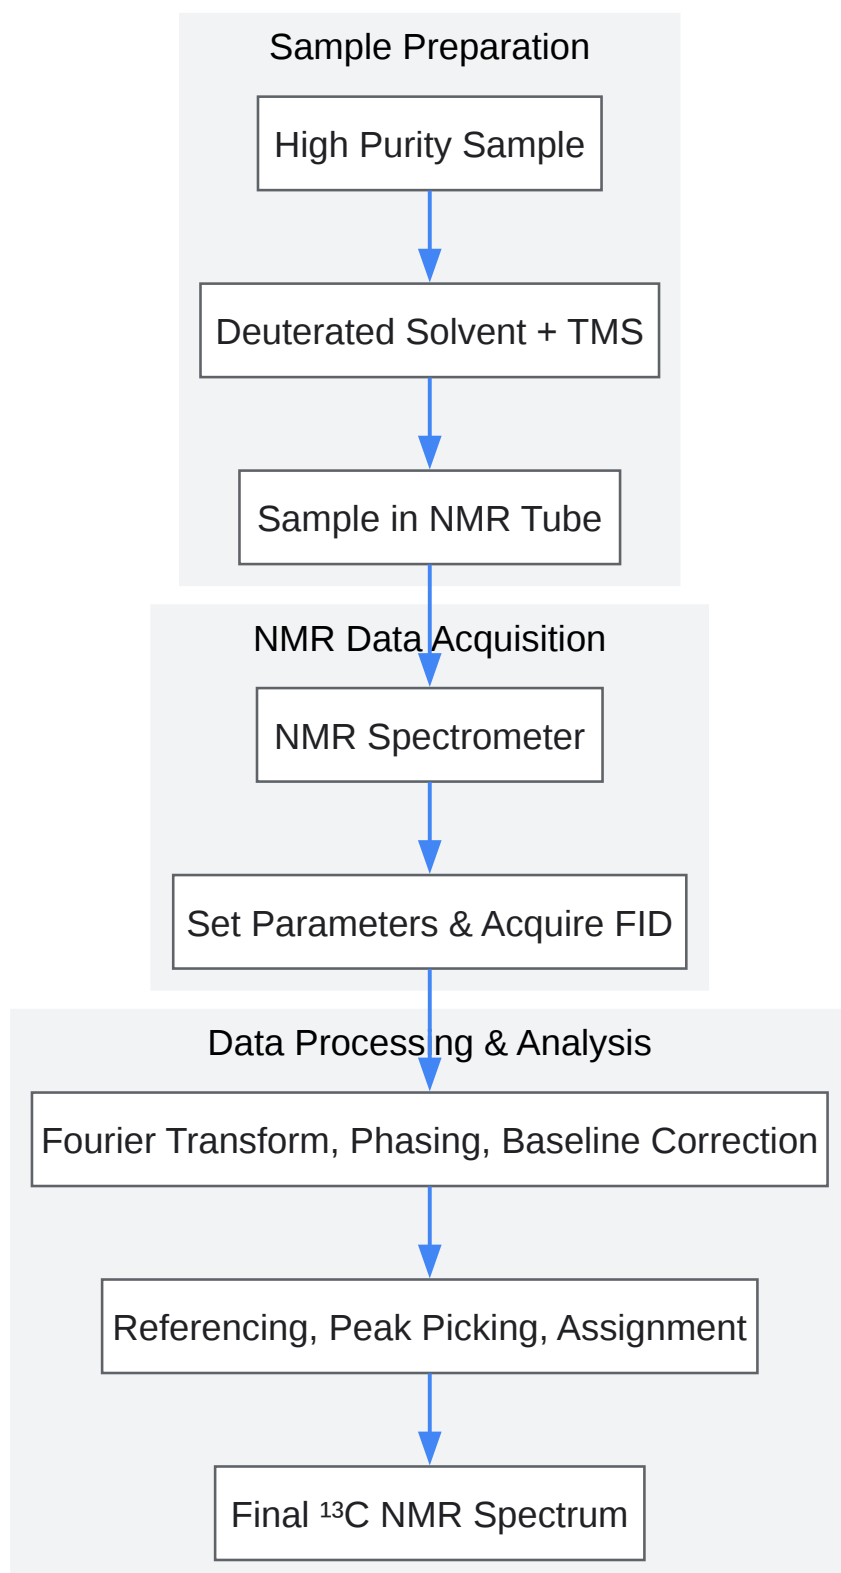 Sample Preparation
High Purity Sample
Deuterated Solvent + TMS
Sample in NMR Tube
NMR Data Acquisition
NMR Spectrometer
Set Parameters & Acquire FID
Data Processing & Analysis
Fourier Transform, Phasing, Baseline Correction
Referencing, Peak Picking, Assignment
Final ¹³C NMR Spectrum